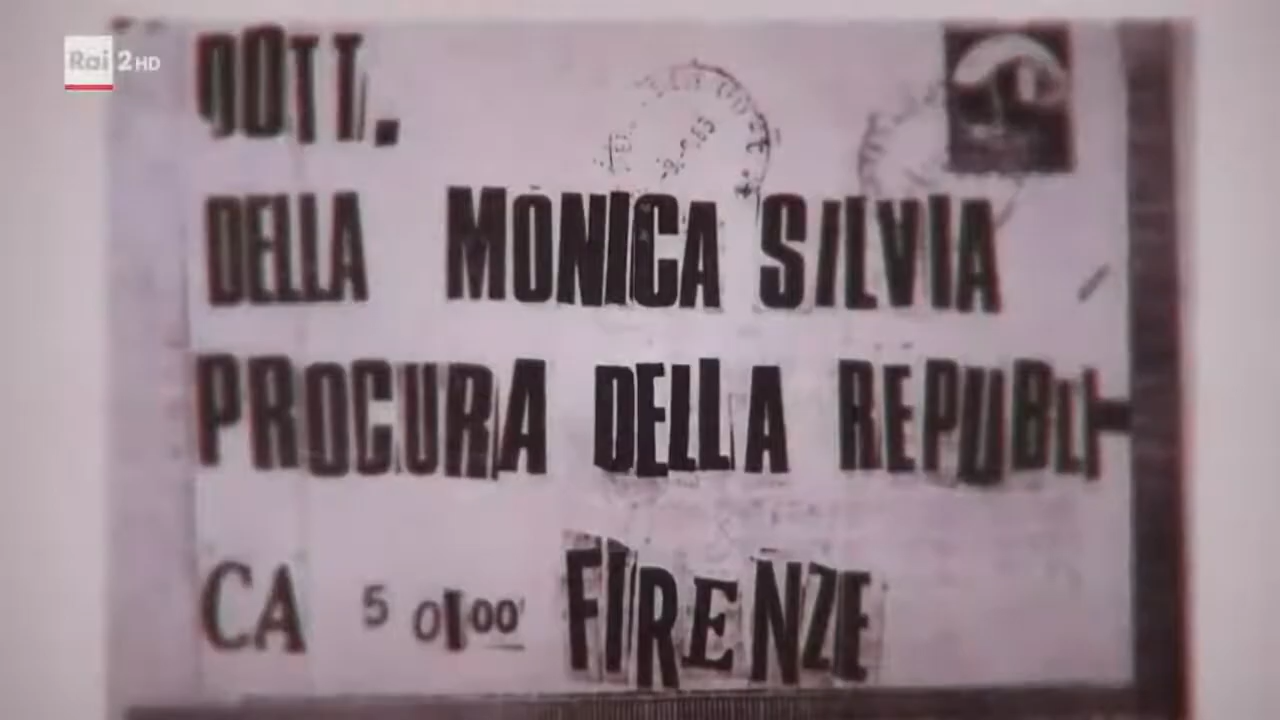 Rai 2HD
DOTT.
DELLA MONICA SILVIA
PROCURA DELLA REPUBLI-
CA 50100 FIRENZE